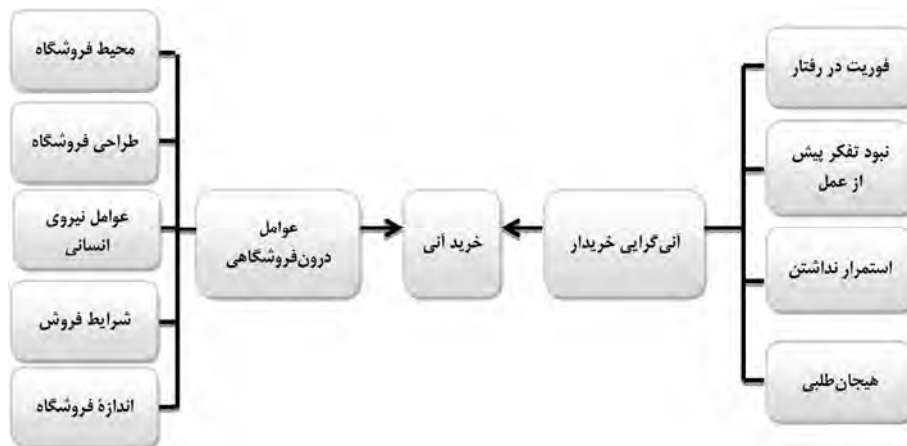 فوریت در رفتار
نبود تفکر پیش
از عمل
استمرار نداشتن
هیجان‌طلبی
آنی‌گرایی خریدار
خرید آنی
عوامل
درون‌فروشگاهی
محیط فروشگاه
طراحی فروشگاه
عوامل نیروی
انسانی
شرایط فروش
اندازۀ فروشگاه